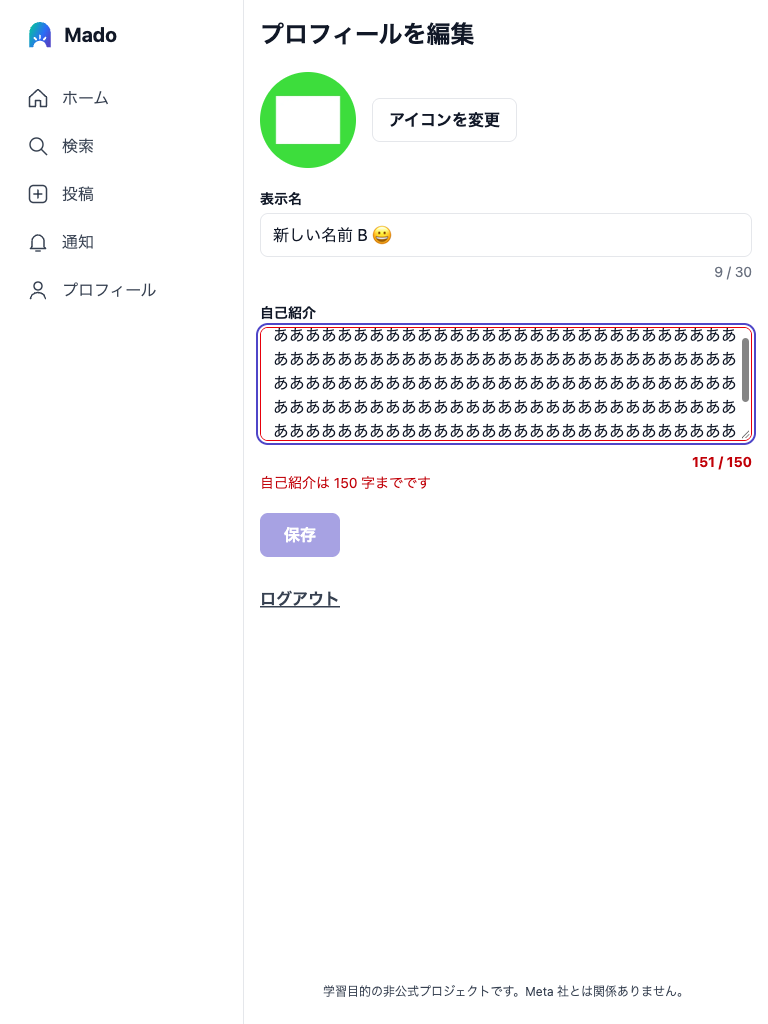 Mado
ホーム
検索
投稿
通知
プロフィール
プロフィールを編集
アイコンを変更
表示名
新しい名前 B 😀
9 / 30
自己紹介
あああああああああああああああああああああああああああああ
あああああああああああああああああああああああああああああ
あああああああああああああああああああああああああああああ
あああああああああああああああああああああああああああああ
あああああああああああああああああああああああああああああ
151 / 150
自己紹介は 150 字までです
保存
ログアウト
学習目的の非公式プロジェクトです。Meta 社とは関係ありません。